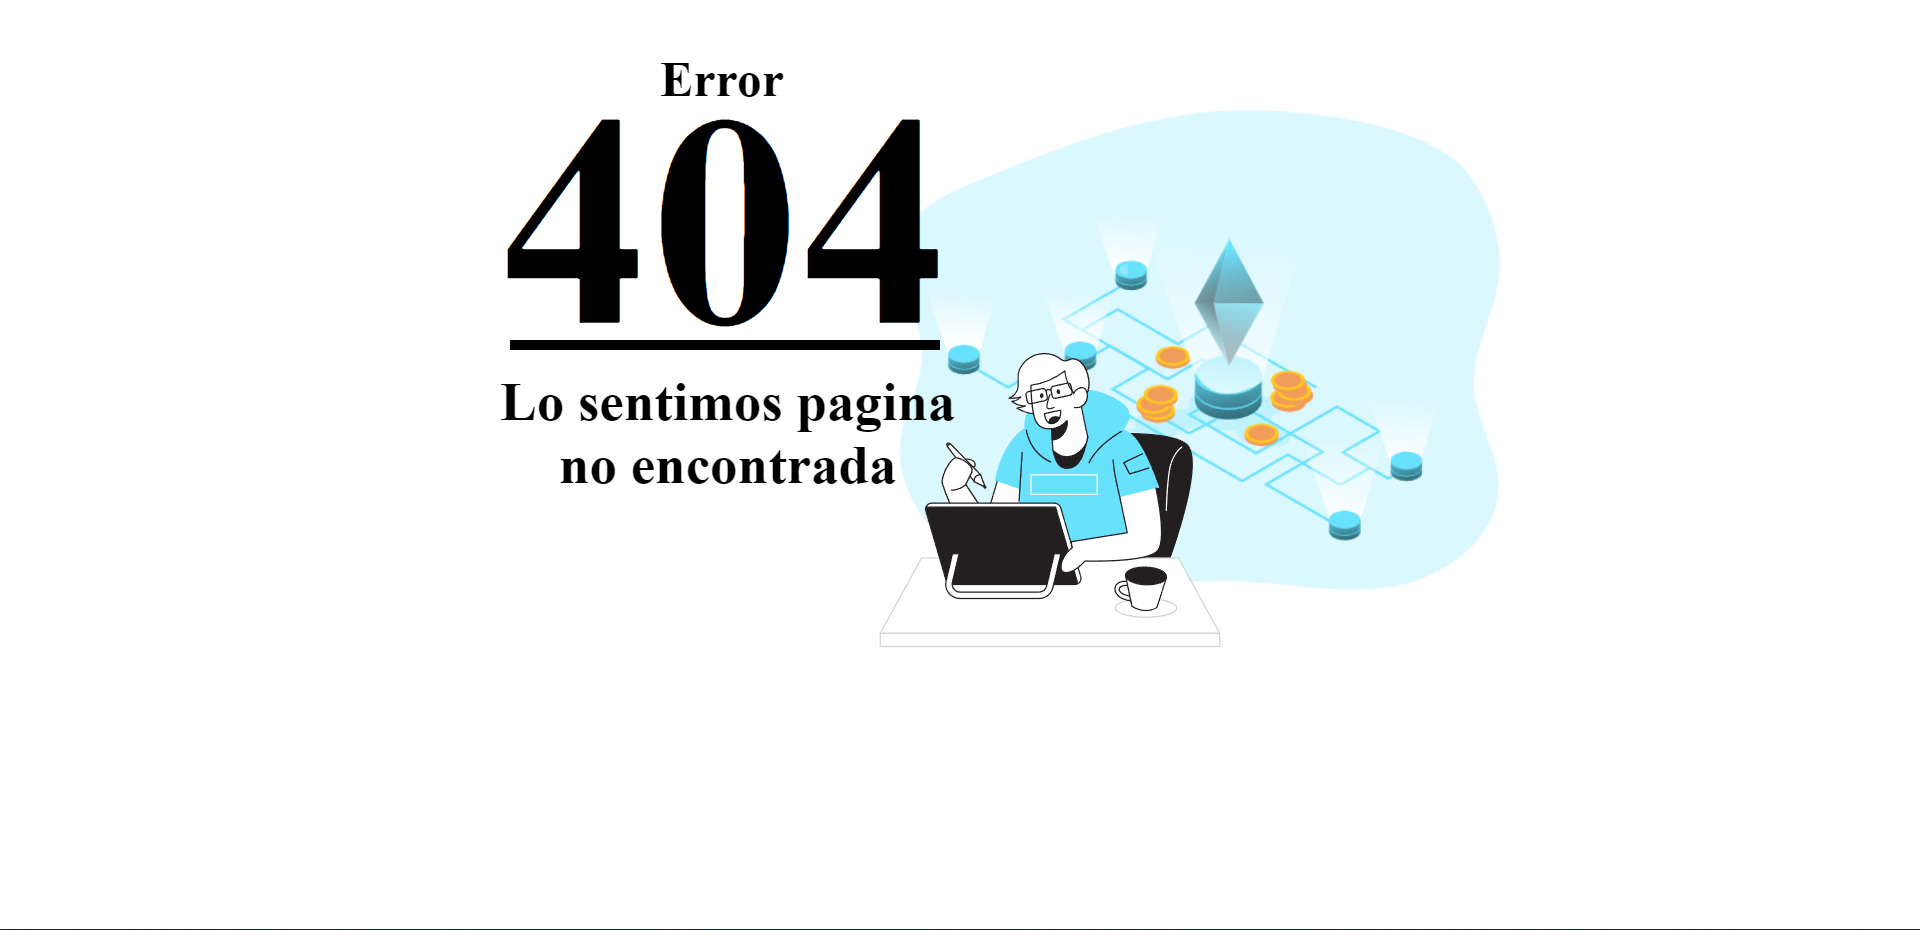 Error
404
Lo sentimos pagina
no encontrada